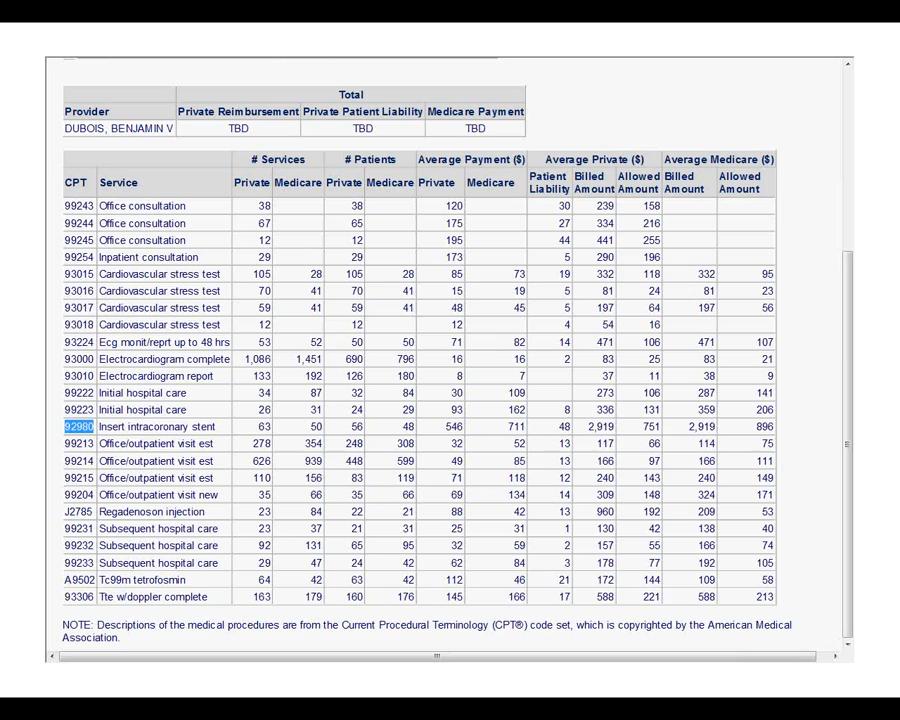 Total
Provider Private Reimbursement Private Patient Liability Medicare Payment
DUBOIS, BENJAMIN V TBD TBD TBD
# Services # Patients Average Payment ($) Average Private ($) Average Medicare ($)
CPT Service Private Medicare Private Medicare Private Medicare Patient Liability Billed Amount Allowed Amount Billed Amount Allowed Amount
99243 Office consultation 38 38 120 30 239 158
99244 Office consultation 67 65 175 27 334 216
99245 Office consultation 12 12 195 44 441 255
99254 Inpatient consultation 29 29 173 5 290 196
93015 Cardiovascular stress test 105 28 105 28 85 73 19 332 118 332 95
93016 Cardiovascular stress test 70 41 70 41 15 19 5 81 24 81 23
93017 Cardiovascular stress test 59 41 59 41 48 45 5 197 64 197 56
93018 Cardiovascular stress test 12 12 12 4 54 16
93224 Ecg monit/reprt up to 48 hrs 53 52 50 50 71 82 14 471 106 471 107
93000 Electrocardiogram complete 1,086 1,451 690 796 16 16 2 83 25 83 21
93010 Electrocardiogram report 133 192 126 180 8 7 37 11 38 9
99222 Initial hospital care 34 87 32 84 30 109 273 106 287 141
99223 Initial hospital care 26 31 24 29 93 162 8 336 131 359 206
92980 Insert intracoronary stent 63 50 56 48 546 711 48 2,919 751 2,919 896
99213 Office/outpatient visit est 278 354 248 308 32 52 13 117 66 114 75
99214 Office/outpatient visit est 626 939 448 599 49 85 13 166 97 166 111
99215 Office/outpatient visit est 110 156 83 119 71 118 12 240 143 240 149
99204 Office/outpatient visit new 35 66 35 66 69 134 14 309 148 324 171
J2785 Regadenoson injection 23 84 22 21 88 42 13 960 192 209 53
99231 Subsequent hospital care 23 37 21 31 25 31 1 130 42 138 40
99232 Subsequent hospital care 92 131 65 95 32 59 2 157 55 166 74
99233 Subsequent hospital care 29 47 24 42 62 84 3 178 77 192 105
A9502 Tc99m tetrofosmin 64 42 63 42 112 46 21 172 144 109 58
93306 Tte w/doppler complete 163 179 160 176 145 166 17 588 221 588 213
NOTE: Descriptions of the medical procedures are from the Current Procedural Terminology (CPT®) code set, which is copyrighted by the American Medical
Association.